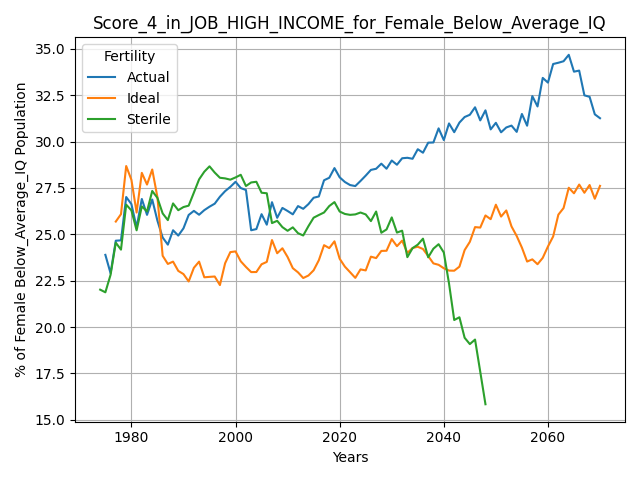 Score_4_in_JOB_HIGH_INCOME_for_Female_Below_Average_IQ
% of Female Below_Average_IQ Population
35.0
32.5
30.0
27.5
25.0
22.5
20.0
17.5
15.0
Fertility
Actual
Ideal
Sterile
1980 2000 2020 2040 2060
Years